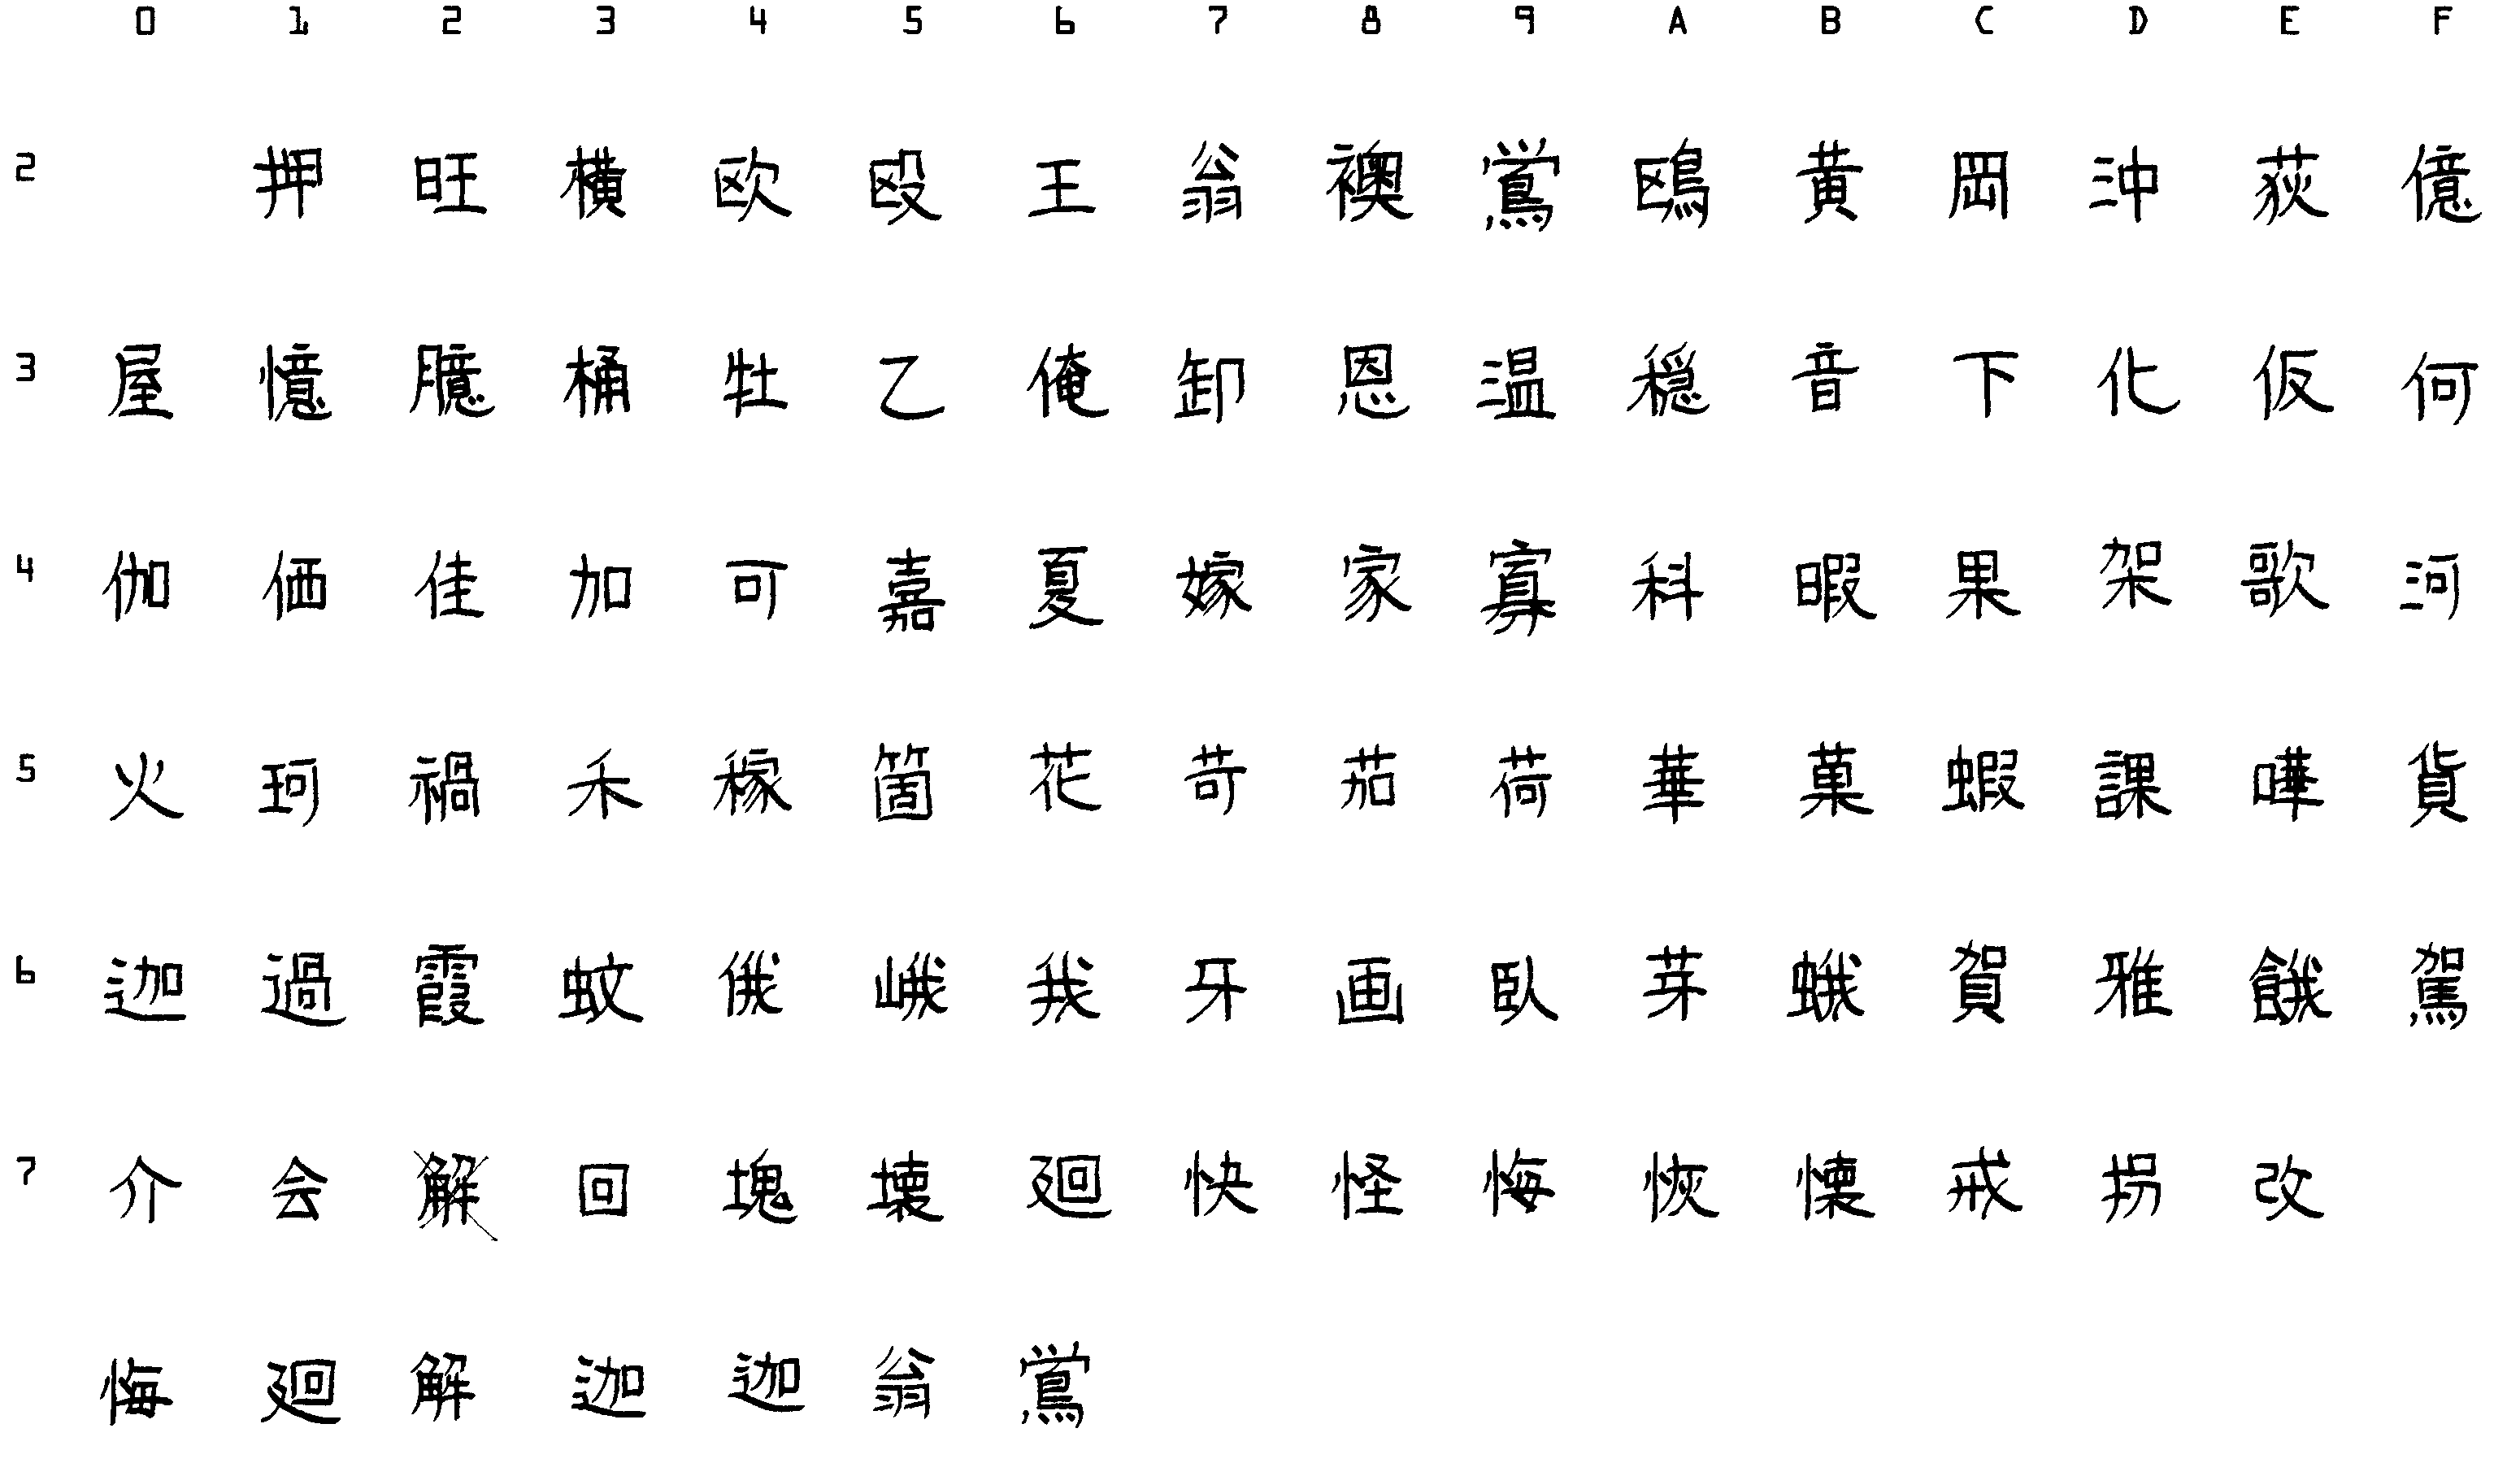 0 1 2 3 4 5 6 7 8 9 A B C D E F
2 押 旺 横 欧 殴 王 翁 襖 鴬 鴎 黄 岡 沖 荻 億
3 屋 憶 臆 桶 牡 乙 俺 卸 恩 温 穏 音 下 化 仮 何
4 伽 価 佳 加 可 嘉 夏 嫁 家 寡 科 暇 果 架 歌 河
5 火 珂 禍 禾 稼 箇 花 苛 茄 荷 華 菓 蝦 課 嘩 貨
6 迦 過 霞 蚊 俄 峨 我 牙 画 臥 芽 蛾 賀 雅 餓 駕
7 介 会 解 回 塊 壊 廻 快 怪 悔 恢 懐 戒 拐 改
悔 廻 解 迦 迦 翁 鴬